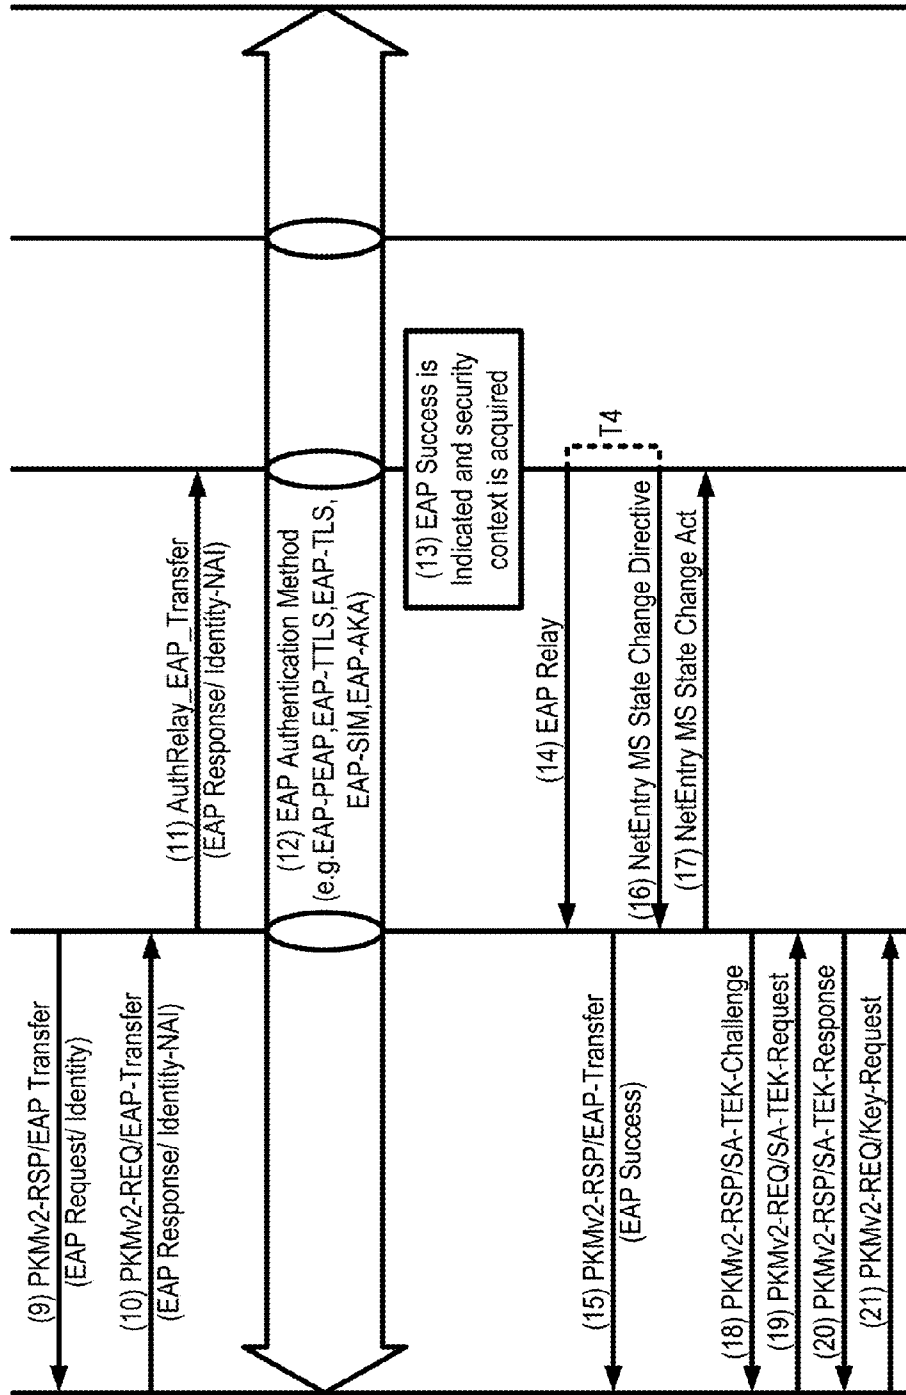 (9) PKMv2-RSP/EAP Transfer
(EAP Request/ Identity)
(10) PKMv2-REQ/EAP-Transfer
(EAP Response/ Identity-NAI)
(11) AuthRelay_EAP_Transfer
(EAP Response/ Identity-NAI)
(12) EAP Authentication Method
(e.g.EAP-PEAP,EAP-TTLS,EAP-TLS,
EAP-SIM,EAP-AKA)
(13) EAP Success is
Indicated and security
context is acquired
(14) EAP Relay
T4
(15) PKMv2-RSP/EAP-Transfer
(EAP Success)
(16) NetEntry MS State Change Directive
(17) NetEntry MS State Change Act
(18) PKMv2-RSP/SA-TEK-Challenge
(19) PKMv2-REQ/SA-TEK-Request
(20) PKMv2-RSP/SA-TEK-Response
(21) PKMv2-REQ/Key-Request